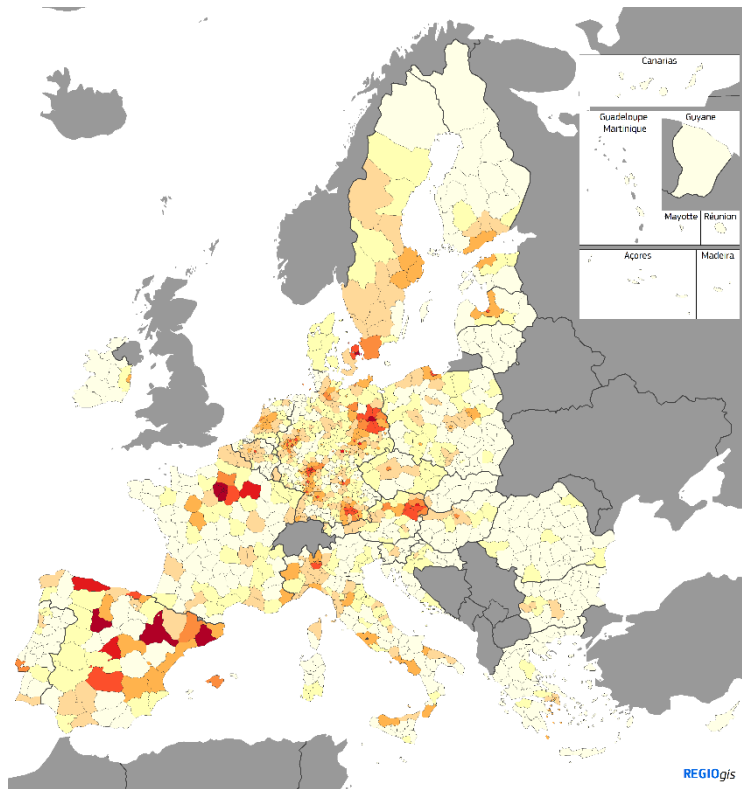 Canarias
Guadeloupe
Martinique
Guyane
Mayotte
Réunion
Açores
Madeira
REGIOgis